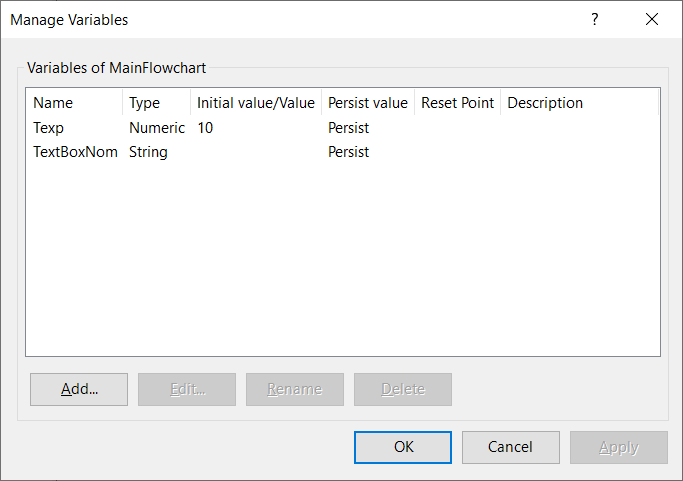 Manage Variables ?
Variables of MainFlowchart
Name Type Initial value/Value Persist value Reset Point Description
Texp Numeric 10 Persist
TextBoxNom String Persist
Add... Edit... Rename Delete
OK Cancel Apply